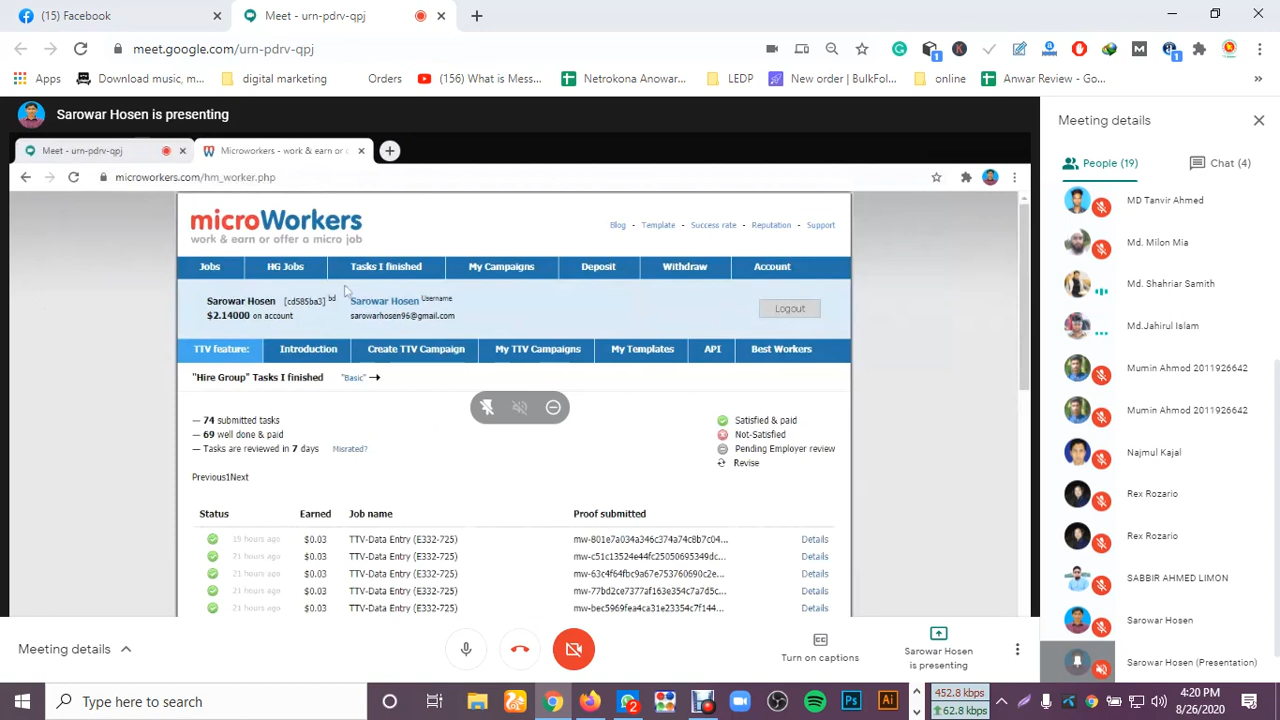 (15) Facebook
Meet - urn-pdrv-qpj
meet.google.com/urn-pdrv-qpj
Apps
Download music, m...
digital marketing
Orders
(156) What is Mess...
Netrokona Anowar...
LEDP
New order | BulkFol...
online
Anwar Review - Go...
Sarowar Hosen is presenting
Meet - urn-pdrv-qpj
Microworkers - work & earn or o
microworkers.com/hm_worker.php
microWorkers
work & earn or offer a micro job
Blog - Template - Success rate - Reputation - Support
Jobs
HG Jobs
Tasks I finished
My Campaigns
Deposit
Withdraw
Account
Sarowar Hosen [cd585ba3] bd
Sarowar Hosen Username
$2.14000 on account
sarowarhosen96@gmail.com
Logout
TTV feature:
Introduction
Create TTV Campaign
My TTV Campaigns
My Templates
API
Best Workers
"Hire Group" Tasks I finished
"Basic"
— 74 submitted tasks
— 69 well done & paid
— Tasks are reviewed in 7 days
Misrated?
Satisfied & paid
Not-Satisfied
Pending Employer review
Revise
Previous1Next
Status Earned Job name Proof submitted
19 hours ago $0.03 TTV-Data Entry (E332-725) mw-801e7a034a346c374a74c8b7c04... Details
21 hours ago $0.03 TTV-Data Entry (E332-725) mw-c51c13524e44fc25050695349dc... Details
21 hours ago $0.03 TTV-Data Entry (E332-725) mw-63c4f64fbc9a67e753760690c2e... Details
21 hours ago $0.03 TTV-Data Entry (E332-725) mw-77bd2ce7377af163e354c7a7d5c... Details
21 hours ago $0.03 TTV-Data Entry (E332-725) mw-bec5969fea4ca31e23354c7f144... Details
Meeting details
People (19)
Chat (4)
MD Tanvir Ahmed
Md. Milon Mia
Md. Shahriar Samith
Md.Jahirul Islam
Mumin Ahmod 2011926642
Mumin Ahmod 2011926642
Najmul Kajal
Rex Rozario
Rex Rozario
SABBIR AHMED LIMON
Sarowar Hosen
Sarowar Hosen (Presentation)
Meeting details
Turn on captions
Sarowar Hosen
is presenting
Type here to search
2
452.8 kbps
62.8 kbps
4:20 PM
8/26/2020